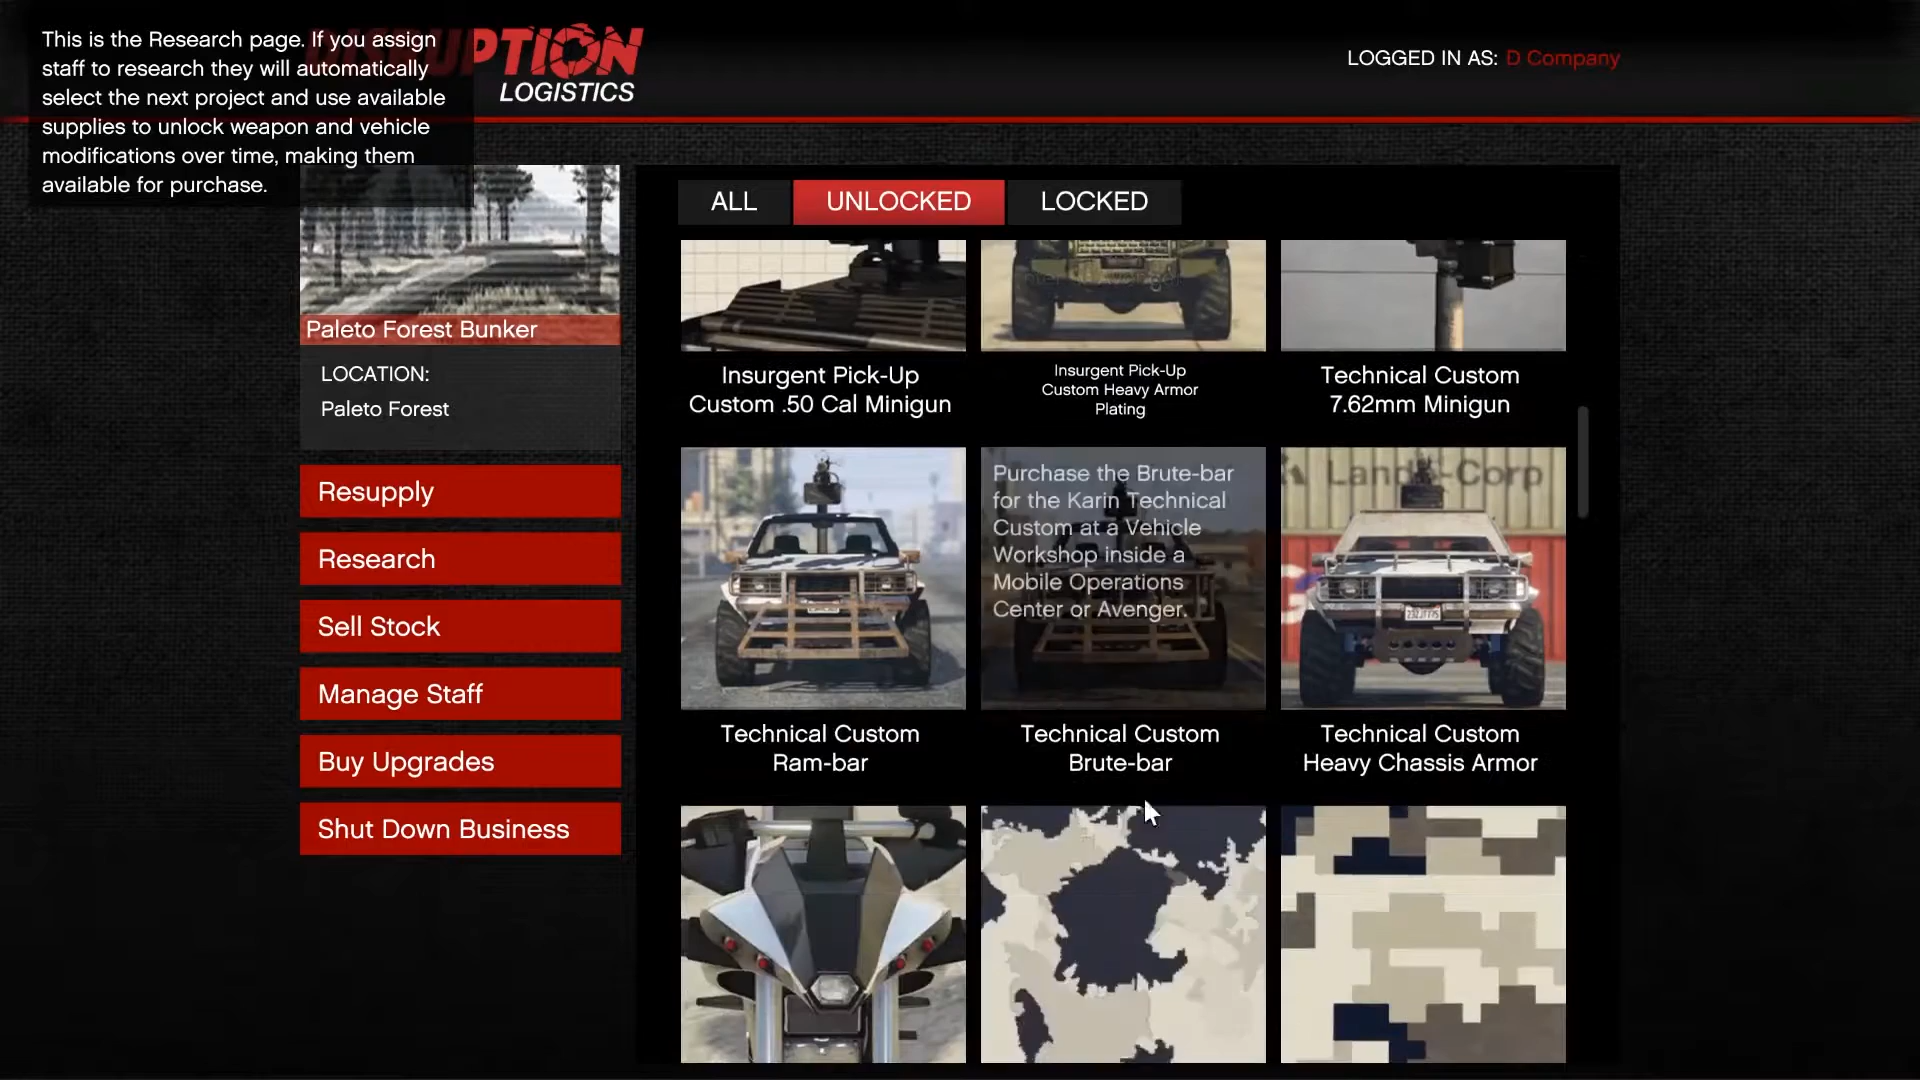 This is the Research page. If you assign
staff to research they will automatically
select the next project and use available
supplies to unlock weapon and vehicle
modifications over time, making them
available for purchase.
DISRUPTION
LOGISTICS
LOGGED IN AS: D Company
Paleto Forest Bunker
LOCATION:
Paleto Forest
Resupply
Research
Sell Stock
Manage Staff
Buy Upgrades
Shut Down Business
ALL
UNLOCKED
LOCKED
Insurgent Pick-Up
Custom .50 Cal Minigun
Insurgent Pick-Up
Custom Heavy Armor
Plating
Technical Custom
7.62mm Minigun
Purchase the Brute-bar
for the Karin Technical
Custom at a Vehicle
Workshop inside a
Mobile Operations
Center or Avenger.
Technical Custom
Ram-bar
Technical Custom
Brute-bar
Technical Custom
Heavy Chassis Armor